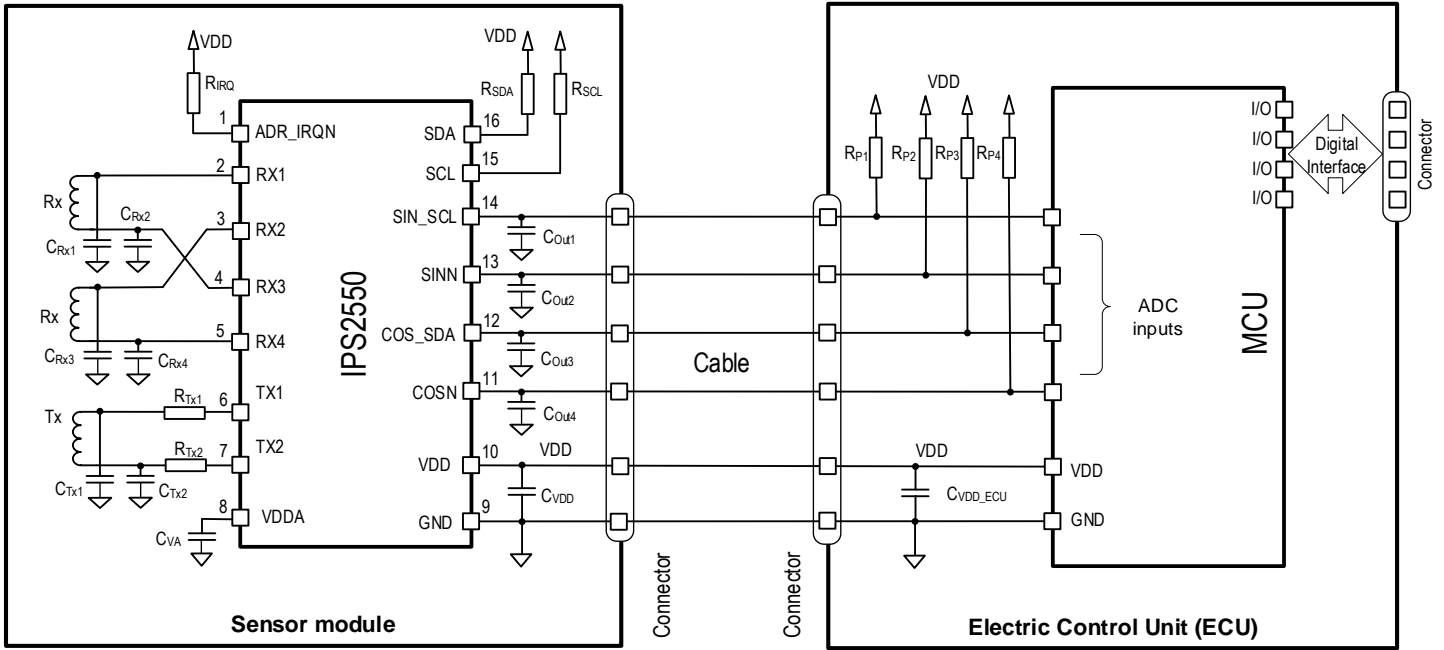 VDD
RIRQ
1
ADR_IRQN
2
RX1
Rx
CRx2
CRx1
3
RX2
4
RX3
Rx
5
RX4
CRx3
CRx4
TX1
RTx1
6
Tx
TX2
RTx2
7
CTx1
CTx2
8
VDDA
CVA
IPS2550
VDD
RSDA
RSCL
16
SDA
15
SCL
14
SIN_SCL
COut1
13
SINN
COut2
12
COS_SDA
COut3
11
COSN
COut4
10
VDD
VDD
CVDD
9
GND
Connector
Sensor module
Cable
Connector
VDD
RP1
RP2
RP3
RP4
ADC
inputs
MCU
VDD
CVDD_ECU
VDD
GND
I/O
I/O
I/O
I/O
Digital
Interface
Connector
Electric Control Unit (ECU)